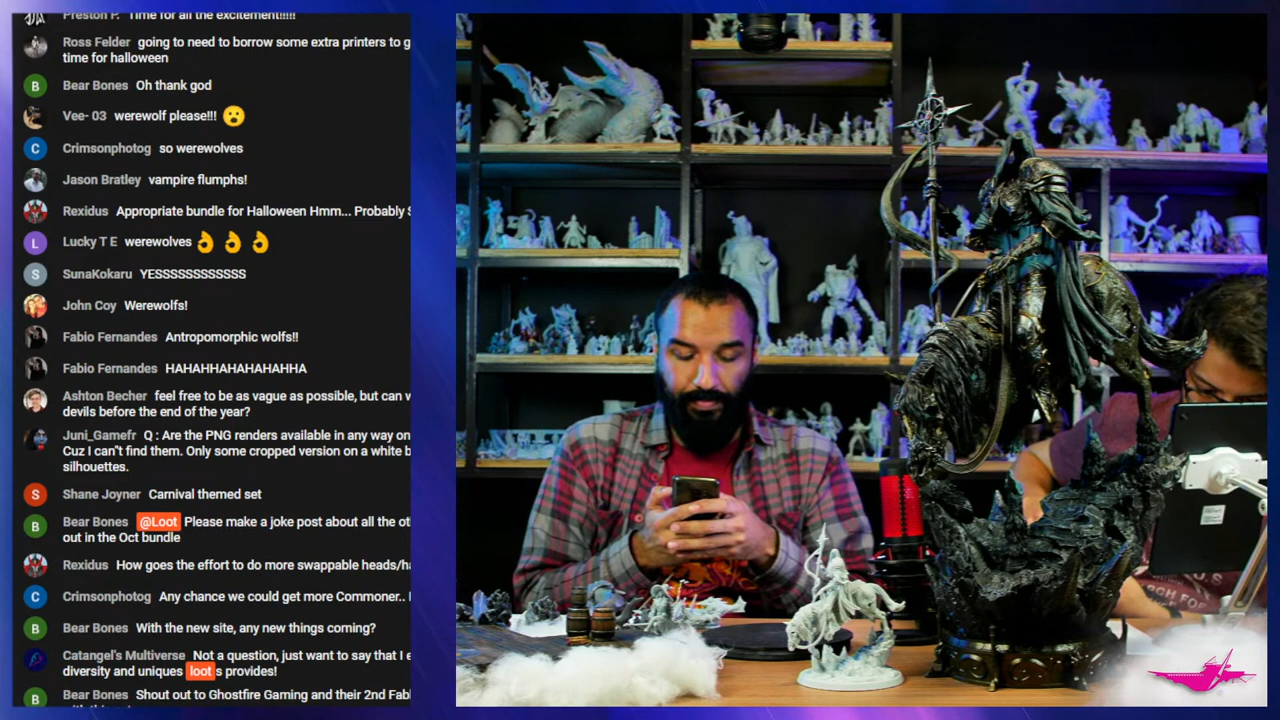 Preston P. Time for all the excitement!!!!!
Ross Felder going to need to borrow some extra printers to g
time for halloween
B Bear Bones Oh thank god
Vee- 03 werewolf please!!! 😮
C Crimsonphotog so werewolves
Jason Bratley vampire flumphs!
Rexidus Appropriate bundle for Halloween Hmm... Probably
L Lucky T E werewolves 👌 👌 👌
S SunaKokaru YESSSSSSSSSSSS
John Coy Werewolfs!
Fabio Fernandes Antropomorphic wolfs!!
Fabio Fernandes HAHAHHAHAHAHAHHA
Ashton Becher feel free to be as vague as possible, but can
devils before the end of the year?
Juni_Gamefr Q : Are the PNG renders available in any way on
Cuz I can"t find them. Only some cropped version on a white b
silhouettes.
S Shane Joyner Carnival themed set
B Bear Bones @Loot Please make a joke post about all the ot
out in the Oct bundle
Rexidus How goes the effort to do more swappable heads/ha
C Crimsonphotog Any chance we could get more Commoner..
B Bear Bones With the new site, any new things coming?
Catangel's Multiverse Not a question, just want to say that I e
diversity and uniques loot s provides!
B Bear Bones Shout out to Ghostfire Gaming and their 2nd Fab